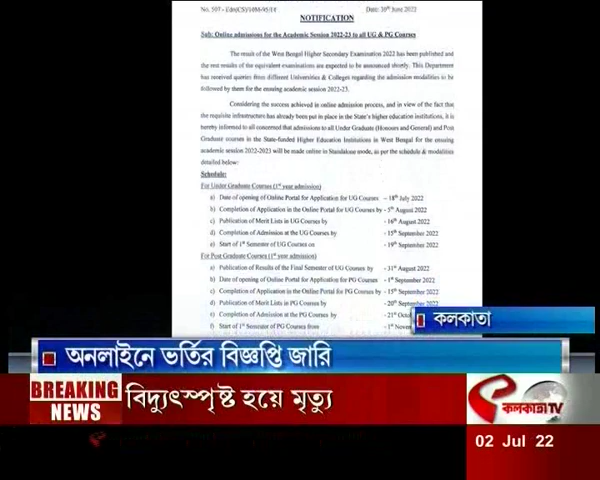 No. 507 - Edn(CS)/10M-95/14 Date: 30th June 2022
NOTIFICATION
Sub: Online admissions for the Academic Session 2022-23 to all UG & PG Courses
The result of the West Bengal Higher Secondary Examination 2022 has been published and
the rest results of the equivalent examinations are expected to be announced shortly. This Department
has received queries from different Universities & Colleges regarding the admission modalities to be
followed by them for the ensuing academic session 2022-23.
Considering the success achieved in online admission process, and in view of the fact that
the requisite infrastructure has already been put in place in the State's higher education institutions, it is
hereby informed to all concerned that admissions to all Under Graduate (Honours and General) and Post
Graduate courses in the State-funded Higher Education Institutions in West Bengal for the ensuing
academic session 2022-2023 will be made online in Standalone mode, as per the schedule & modalities
detailed below:
Schedule:
For Under Graduate Courses (1st year admission)
a) Date of opening of Online Portal for Application for UG Courses - 18th July 2022
b) Completion of Application in the Online Portal for UG Courses by - 5th August 2022
c) Publication of Merit Lists in UG Courses by - 16th August 2022
d) Completion of Admission at the UG Courses by - 15th September 2022
e) Start of 1st Semester of UG Courses on - 19th September 2022
For Post Graduate Courses (1st year admission)
a) Publication of Results of the Final Semester of UG Courses by - 31st August 2022
b) Date of opening of Online Portal for Application for PG Courses - 1st September 2022
c) Completion of Application in the Online Portal for PG Courses by - 15th September 2022
d) Publication of Merit Lists in PG Courses by - 20th September 2022
e) Completion of Admission at the PG Courses by - 21st Octo
f) Start of 1st Semester of PG Courses from - 1st Novem
কলকাতা
অনলাইনে ভর্তির বিজ্ঞপ্তি জারি
BREAKING
NEWS
বিদ্যুৎস্পৃষ্ট হয়ে মৃত্যু
কলকাতা TV
02 Jul 22